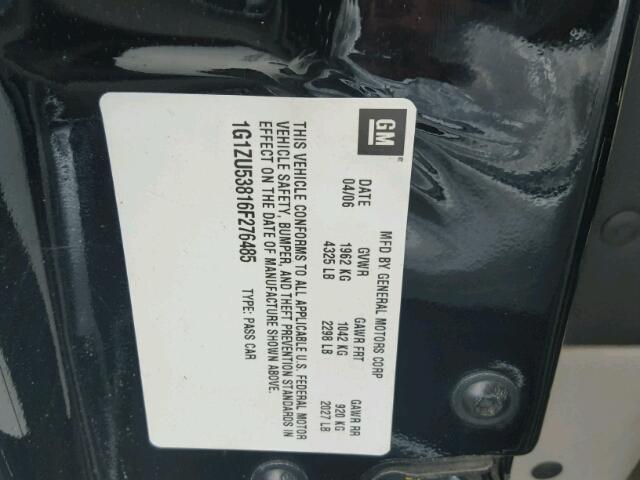 GM
MFD BY GENERAL MOTORS CORP
DATE GVWR GAWR FRT GAWR RR
04/06 1962 KG 1042 KG 920 KG
4325 LB 2298 LB 2027 LB
THIS VEHICLE CONFORMS TO ALL APPLICABLE U.S. FEDERAL MOTOR
VEHICLE SAFETY, BUMPER, AND THEFT PREVENTION STANDARDS IN
EFFECT ON THE DATE OF MANUFACTURE SHOWN ABOVE.
1G1ZU53816F276485 TYPE: PASS CAR